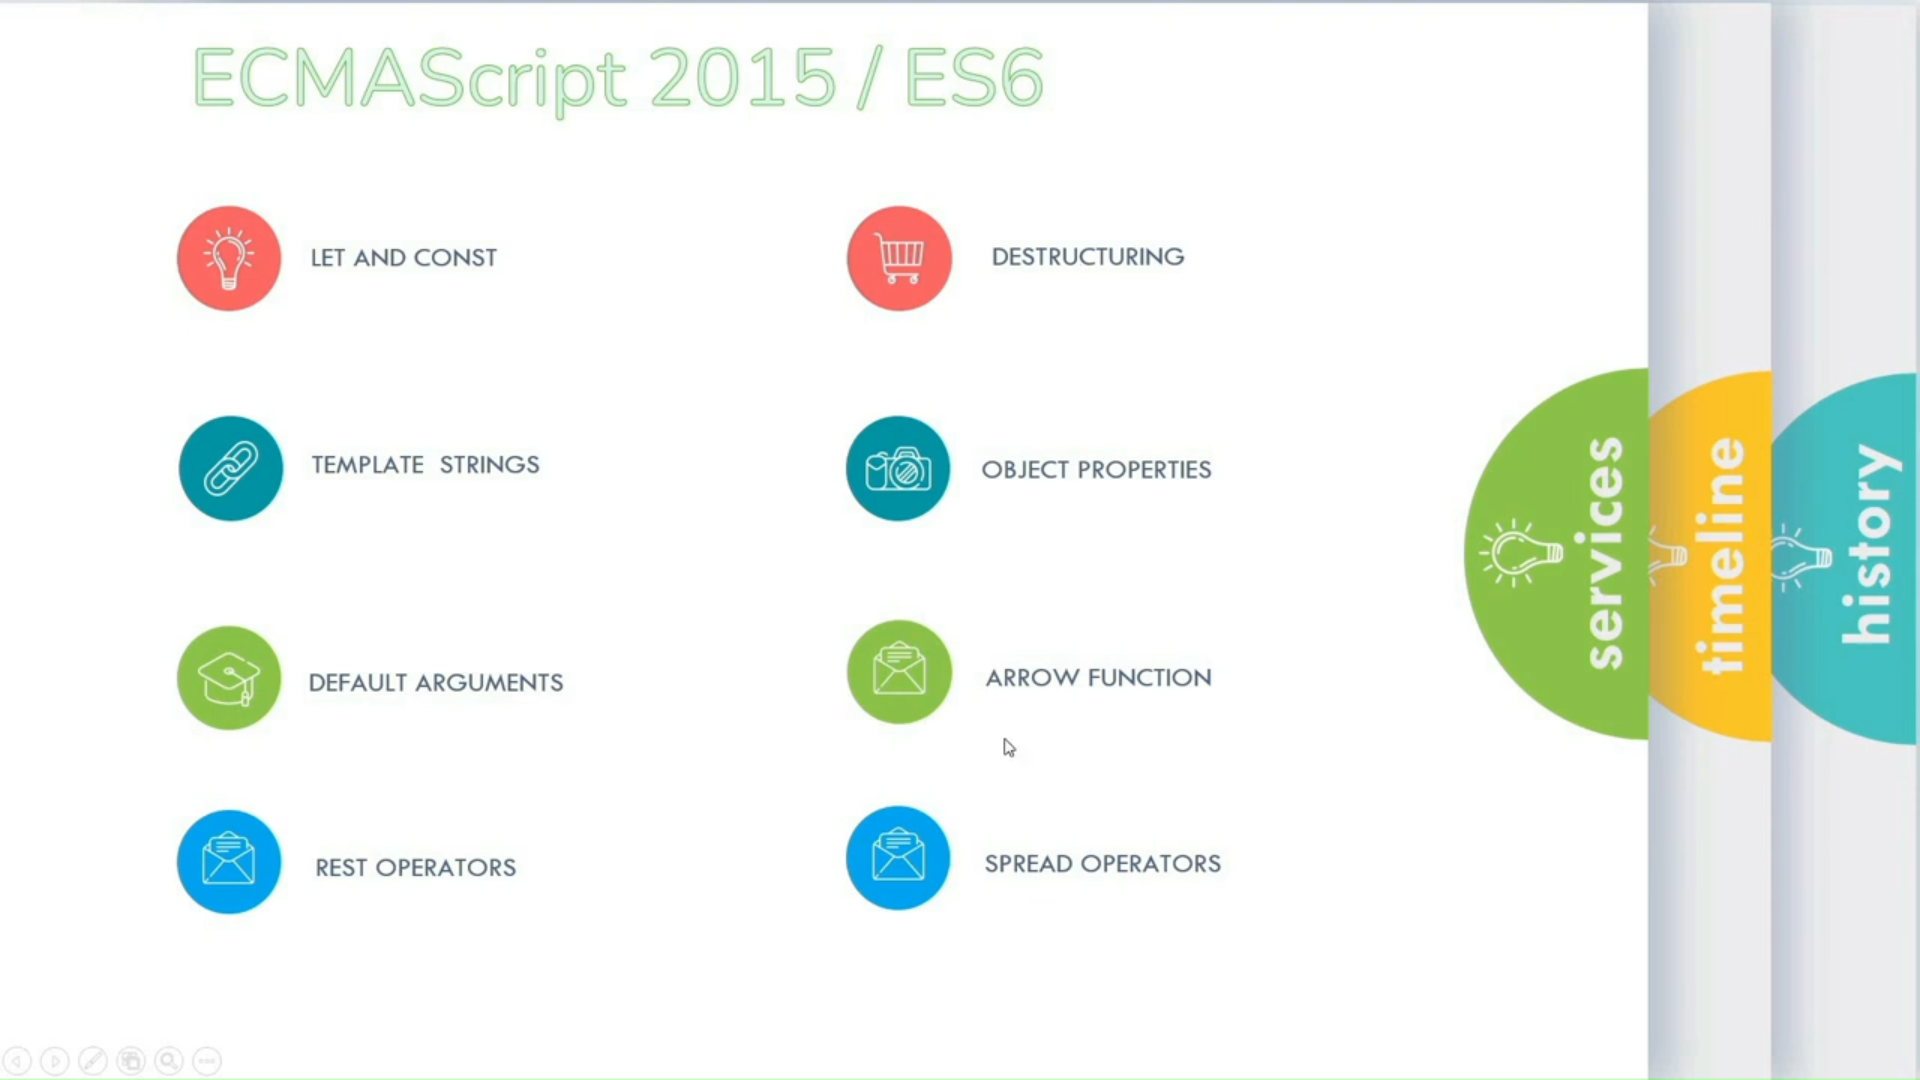 ECMAScript 2015 / ES6
LET AND CONST
DESTRUCTURING
TEMPLATE STRINGS
OBJECT PROPERTIES
DEFAULT ARGUMENTS
ARROW FUNCTION
REST OPERATORS
SPREAD OPERATORS
services
timeline
history